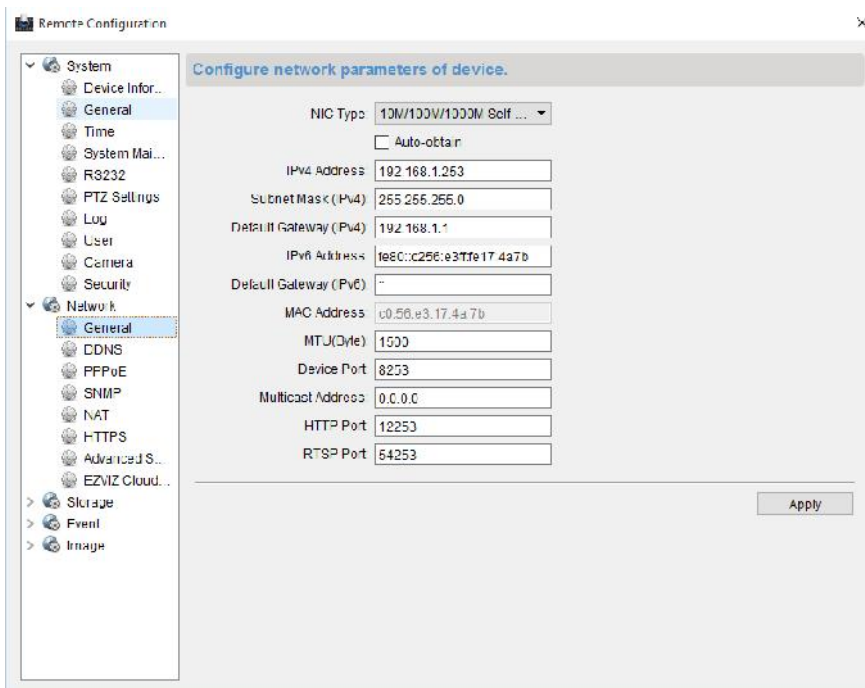 Remote Configuration
System
Device Infor...
General
Time
System Mai...
RS232
PTZ Settings
Log
User
Camera
Security
Network
General
DDNS
PPPoE
SNMP
NAT
HTTPS
Advanced S...
EZVIZ Cloud...
Storage
Event
Image
Configure network parameters of device.
NIC Type: 10M/100M/1000M Self ...
Auto-obtain
IPv4 Address: 192.168.1.253
Subnet Mask (IPv4): 255.255.255.0
Default Gateway (IPv4): 192.168.1.1
IPv6 Address: fe80::c256:e3ff:fe17:4a7b
Default Gateway (IPv6): ::
MAC Address: c0:56:e3:17:4a:7b
MTU(Byte): 1500
Device Port: 8253
Multicast Address: 0.0.0.0
HTTP Port: 12253
RTSP Port: 54253
Apply